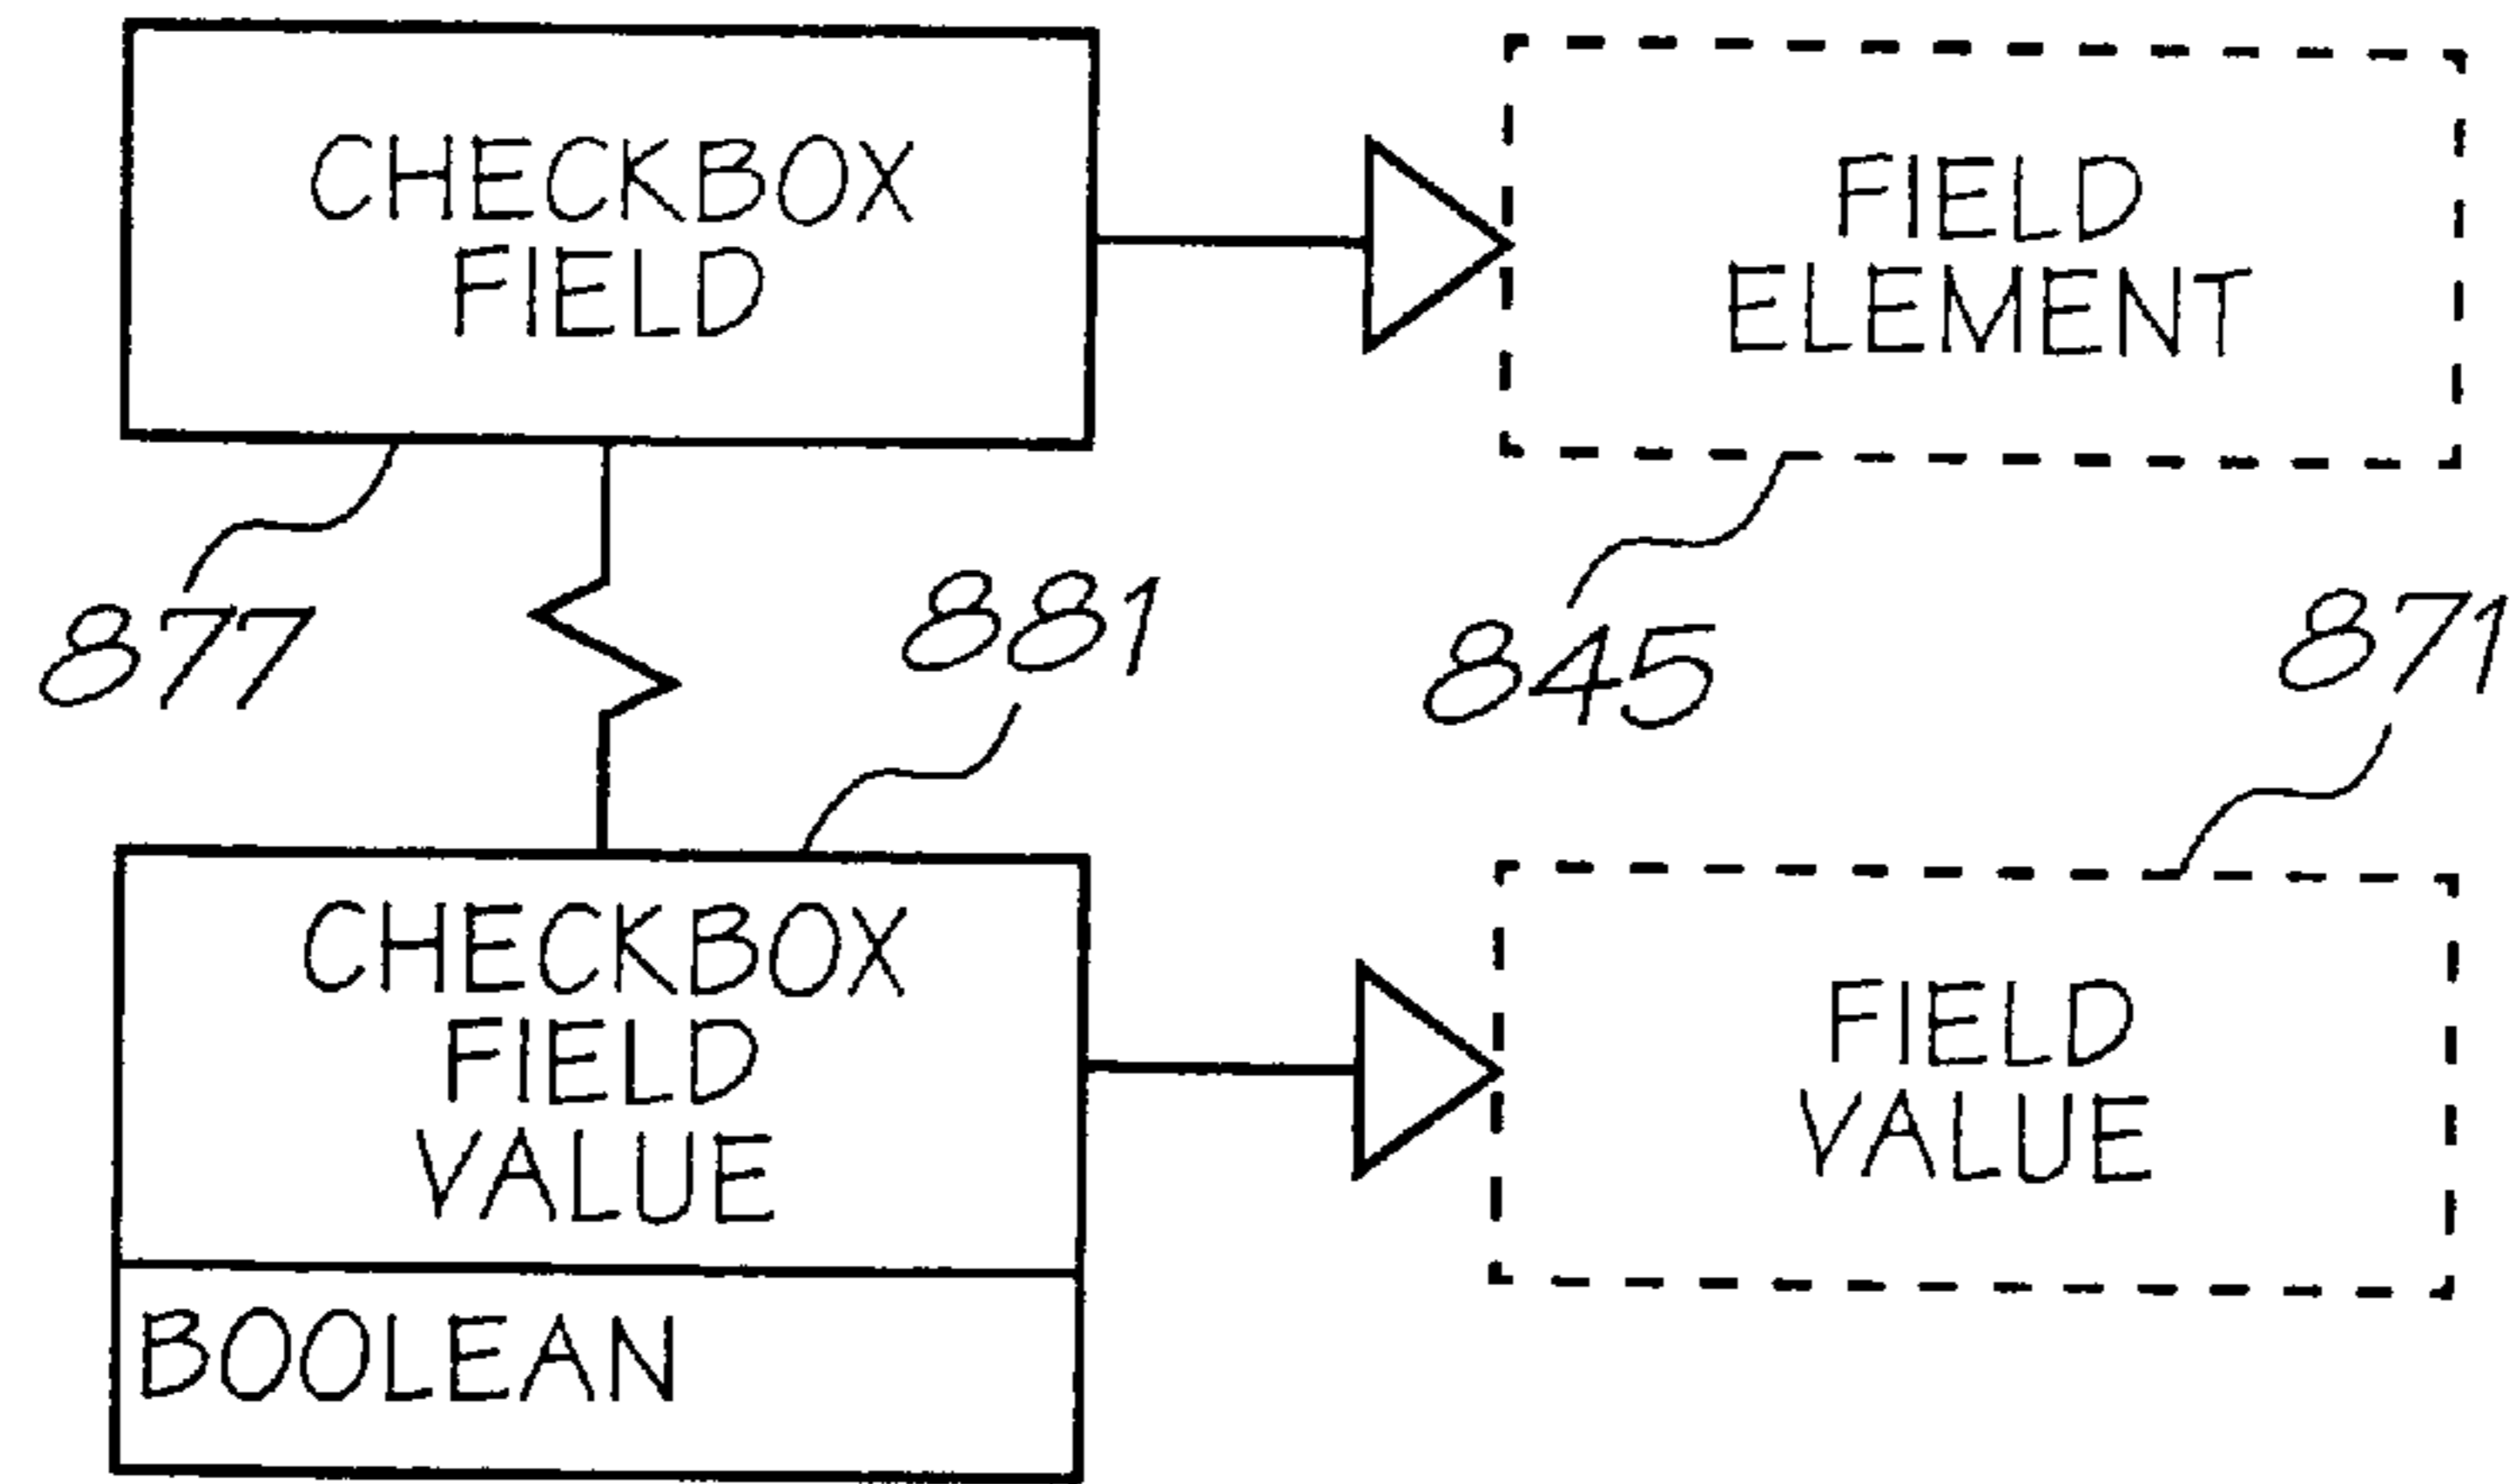 CHECKBOX
FIELD
FIELD
ELEMENT
877
881
845
871
CHECKBOX
FIELD
VALUE
BOOLEAN
FIELD
VALUE